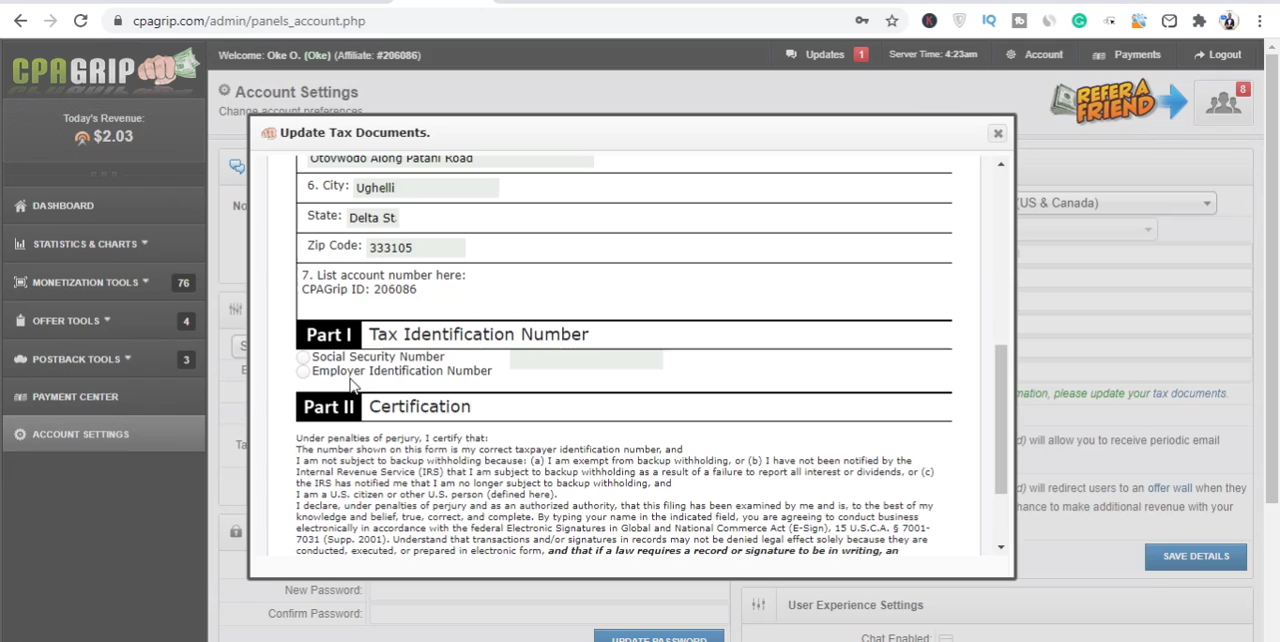 cpagrip.com/admin/panels_account.php
CPAGRIP
Welcome: Oke O. (Oke) (Affiliate: #206086)
Updates 1
Server Time: 4:23am
Account
Payments
Logout
Today's Revenue:
$2.03
Account Settings
Change account preferences
REFER A FRIEND
8
DASHBOARD
STATISTICS & CHARTS
MONETIZATION TOOLS 76
OFFER TOOLS 4
POSTBACK TOOLS 3
PAYMENT CENTER
ACCOUNT SETTINGS
Update Tax Documents.
Otovwodo Along Patani Road
6. City: Ughelli
State: Delta St
Zip Code: 333105
7. List account number here:
CPAGrip ID: 206086
Part I Tax Identification Number
Social Security Number
Employer Identification Number
Part II Certification
Under penalties of perjury, I certify that:
The number shown on this form is my correct taxpayer identification number, and
I am not subject to backup withholding because: (a) I am exempt from backup withholding, or (b) I have not been notified by the
Internal Revenue Service (IRS) that I am subject to backup withholding as a result of a failure to report all interest or dividends, or (c)
the IRS has notified me that I am no longer subject to backup withholding, and
I am a U.S. citizen or other U.S. person (defined here).
I declare, under penalties of perjury and as an authorized authority, that this filing has been examined by me and is, to the best of my
knowledge and belief, true, correct, and complete. By typing your name in the indicated field, you are agreeing to conduct business
electronically in accordance with the federal Electronic Signatures in Global and National Commerce Act (E-Sign), 15 U.S.C.A. § 7001-
7031 (Supp. 2001). Understand that transactions and/or signatures in records may not be denied legal effect solely because they are
conducted, executed, or prepared in electronic form, and that if a law requires a record or signature to be in writing, an
(US & Canada)
mation, please update your tax documents.
d) will allow you to receive periodic email
d) will redirect users to an offer wall when they
hance to make additional revenue with your
SAVE DETAILS
New Password:
Confirm Password:
UPDATE PASSWORD
User Experience Settings
Chat Enabled: